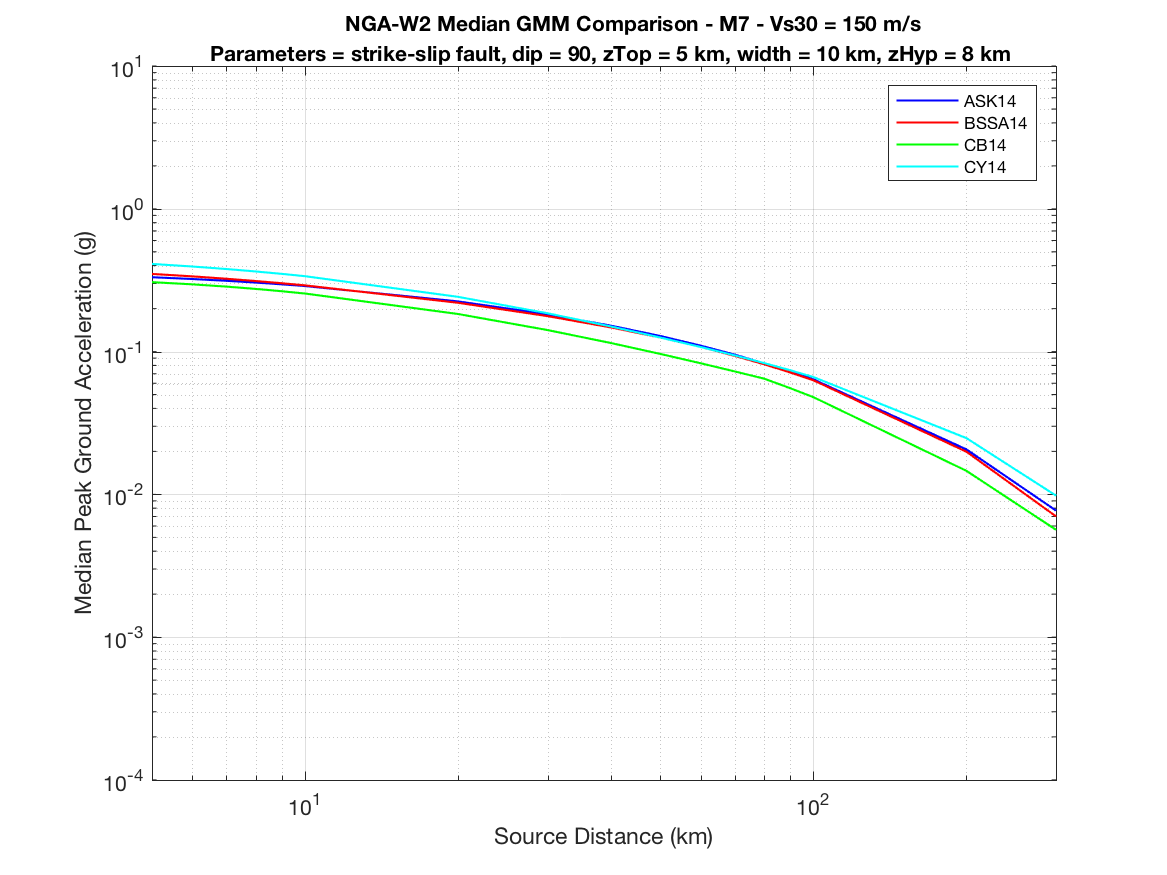 NGA-W2 Median GMM Comparison - M7 - Vs30 = 150 m/s
Parameters = strike-slip fault, dip = 90, zTop = 5 km, width = 10 km, zHyp = 8 km
10^1
10^0
10^-1
10^-2
10^-3
10^-4
Median Peak Ground Acceleration (g)
ASK14
BSSA14
CB14
CY14
10^1
10^2
Source Distance (km)